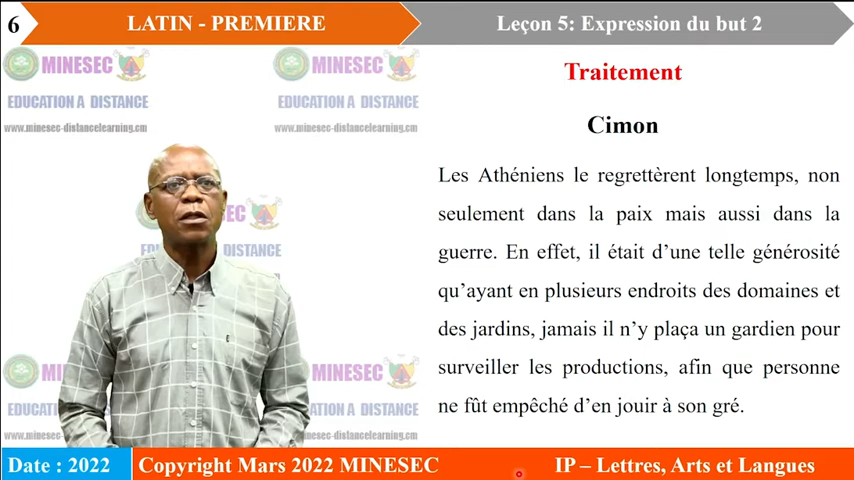 6
LATIN - PREMIERE
Leçon 5: Expression du but 2
MINESEC
EDUCATION A DISTANCE
www.minesec-distancelearning.cm
MINESEC
EDUCATION A DISTANCE
www.minesec-distancelearning.cm
Traitement
Cimon
Les Athéniens le regrettèrent longtemps, non
seulement dans la paix mais aussi dans la
guerre. En effet, il était d’une telle générosité
qu’ayant en plusieurs endroits des domaines et
des jardins, jamais il n’y plaça un gardien pour
surveiller les productions, afin que personne
ne fût empêché d’en jouir à son gré.
MINESEC
EDUCATION A DISTANCE
www.minesec-distancelearning.cm
Date : 2022
Copyright Mars 2022 MINESEC
IP – Lettres, Arts et Langues